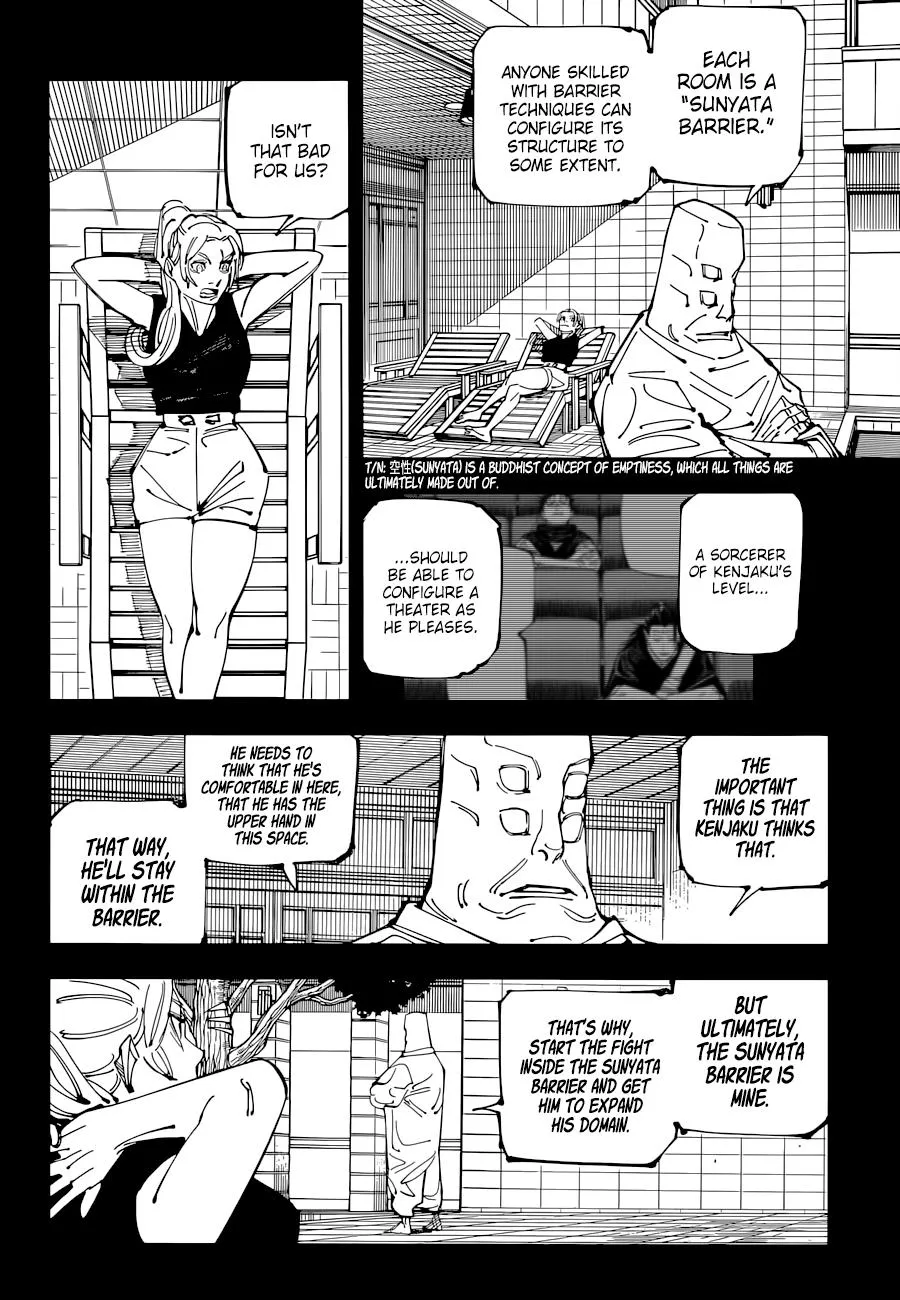 EACH
ROOM IS A
"SUNYATA
BARRIER."
ANYONE SKILLED
WITH BARRIER
TECHNIQUES CAN
CONFIGURE ITS
STRUCTURE TO
SOME EXTENT.
ISN'T
THAT BAD
FOR US?
T/N: 空性(SUNYATA) IS A BUDDHIST CONCEPT OF EMPTINESS, WHICH ALL THINGS ARE
ULTIMATELY MADE OUT OF.
A SORCERER
OF KENJAKU'S
LEVEL...
...SHOULD
BE ABLE TO
CONFIGURE A
THEATER AS
HE PLEASES.
THE
IMPORTANT
THING IS THAT
KENJAKU THINKS
THAT.
HE NEEDS TO
THINK THAT HE'S
COMFORTABLE IN HERE,
THAT HE HAS THE
UPPER HAND IN
THIS SPACE.
THAT WAY,
HE'LL STAY
WITHIN THE
BARRIER.
BUT
ULTIMATELY,
THE SUNYATA
BARRIER IS
MINE.
THAT'S WHY,
START THE FIGHT
INSIDE THE SUNYATA
BARRIER AND GET
HIM TO EXPAND
HIS DOMAIN.